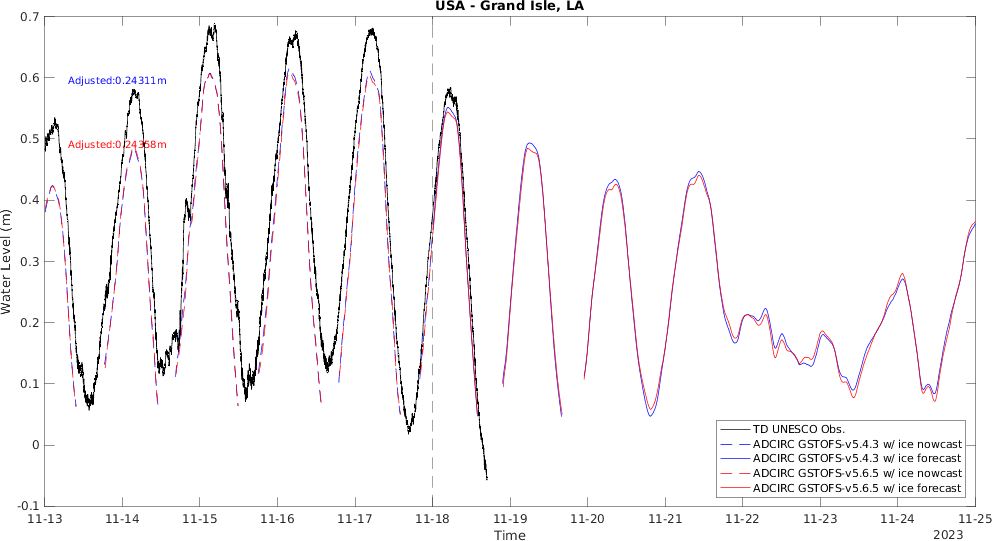 USA - Grand Isle, LA
0.7
0.6
0.5
0.4
0.3
0.2
0.1
0
-0.1
Water Level (m)
Adjusted:0.24311m
Adjusted:0.24358m
TD UNESCO Obs.
ADCIRC GSTOFS-v5.4.3 w/ ice nowcast
ADCIRC GSTOFS-v5.4.3 w/ ice forecast
ADCIRC GSTOFS-v5.6.5 w/ ice nowcast
ADCIRC GSTOFS-v5.6.5 w/ ice forecast
11-13 11-14 11-15 11-16 11-17 11-18 11-19 11-20 11-21 11-22 11-23 11-24 11-25
Time
2023